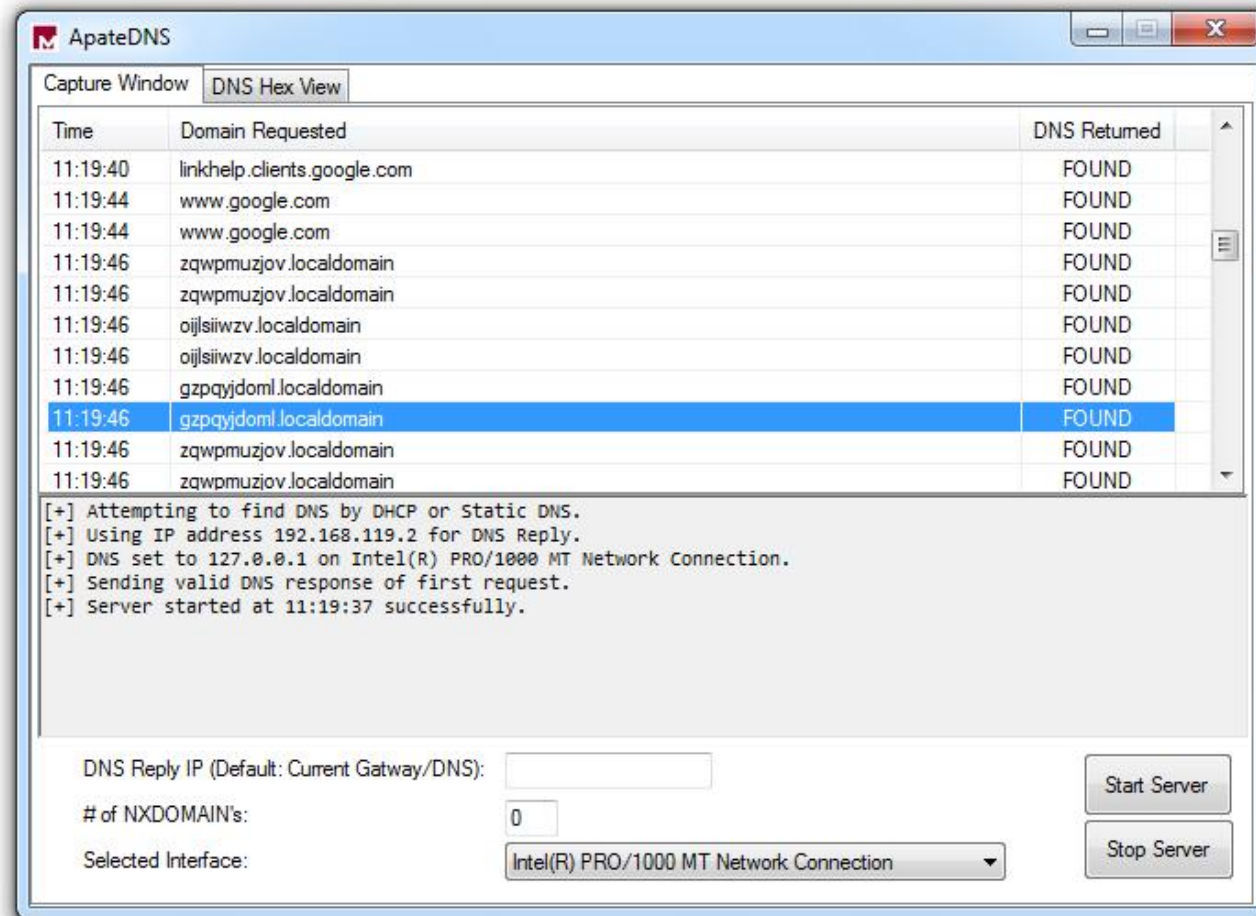 ApateDNS
Capture Window DNS Hex View
Time Domain Requested DNS Returned
11:19:40 linkhelp.clients.google.com FOUND
11:19:44 www.google.com FOUND
11:19:44 www.google.com FOUND
11:19:46 zqwpmuzjov.localdomain FOUND
11:19:46 zqwpmuzjov.localdomain FOUND
11:19:46 oijlsiiwzv.localdomain FOUND
11:19:46 oijlsiiwzv.localdomain FOUND
11:19:46 gzpqyjdoml.localdomain FOUND
11:19:46 gzpqyjdoml.localdomain FOUND
11:19:46 zqwpmuzjov.localdomain FOUND
11:19:46 zqwpmuzjov.localdomain FOUND
[+] Attempting to find DNS by DHCP or Static DNS.
[+] Using IP address 192.168.119.2 for DNS Reply.
[+] DNS set to 127.0.0.1 on Intel(R) PRO/1000 MT Network Connection.
[+] Sending valid DNS response of first request.
[+] Server started at 11:19:37 successfully.
DNS Reply IP (Default: Current Gatway/DNS):
Start Server
# of NXDOMAIN's: 0
Selected Interface: Intel(R) PRO/1000 MT Network Connection
Stop Server